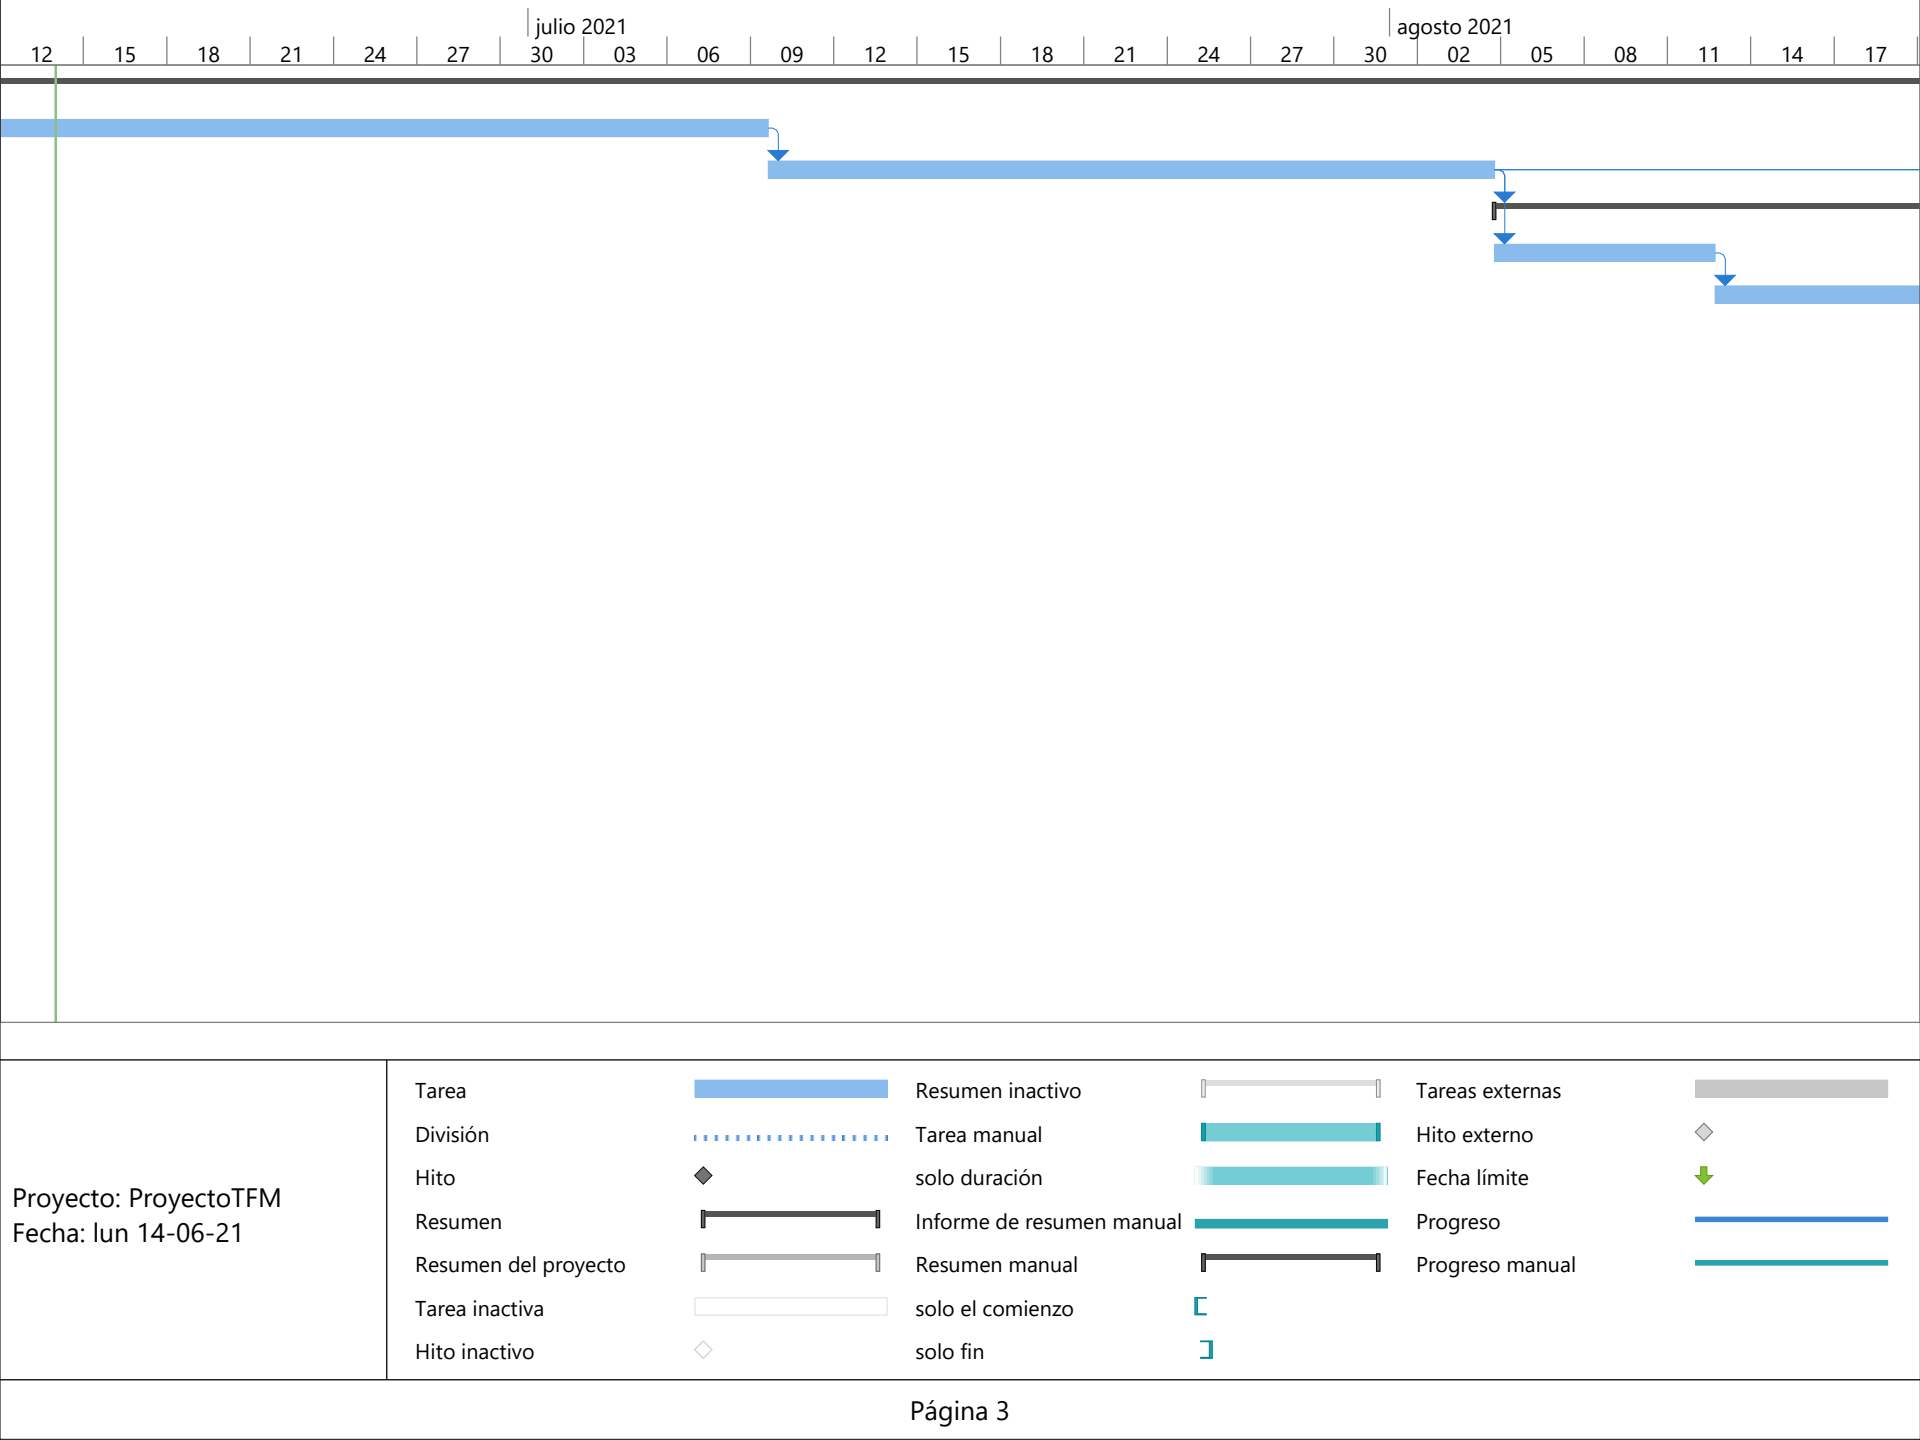 julio 2021 agosto 2021
12 15 18 21 24 27 30 03 06 09 12 15 18 21 24 27 30 02 05 08 11 14 17
Proyecto: ProyectoTFM
Fecha: lun 14-06-21
Tarea
División
Hito
Resumen
Resumen del proyecto
Tarea inactiva
Hito inactivo
Resumen inactivo
Tarea manual
solo duración
Informe de resumen manual
Resumen manual
solo el comienzo
solo fin
Tareas externas
Hito externo
Fecha límite
Progreso
Progreso manual
Página 3